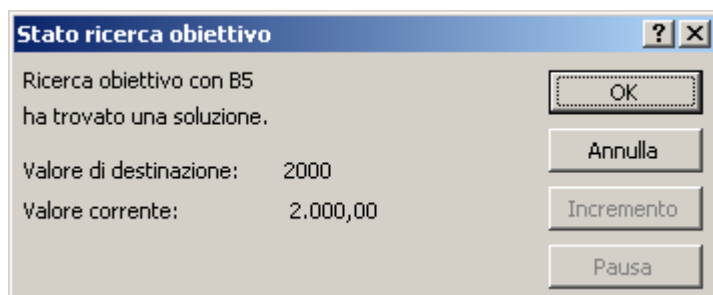 Stato ricerca obiettivo
Ricerca obiettivo con B5
ha trovato una soluzione.
Valore di destinazione: 2000
Valore corrente: 2.000,00
OK
Annulla
Incremento
Pausa